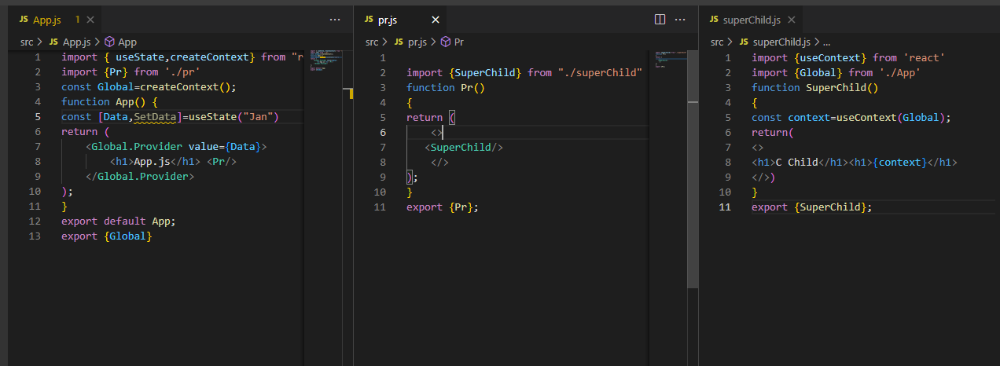 JS App.js 1 ×
src > JS App.js > App
1 import { useState,createContext} from "r
2 import {Pr} from './pr'
3 const Global=createContext();
4 function App() {
5 const [Data,SetData]=useState("Jan")
6 return (
7 <Global.Provider value={Data}>
8 <h1>App.js</h1> <Pr/>
9 </Global.Provider>
10 );
11 }
12 export default App;
13 export {Global}
JS pr.js ×
src > JS pr.js > Pr
1
2 import {SuperChild} from "./superChild"
3 function Pr()
4 {
5 return (
6 <>
7 <SuperChild/>
8 </>
9 );
10 }
11 export {Pr};
JS superChild.js ×
src > JS superChild.js > ...
1 import {useContext} from 'react'
2 import {Global} from './App'
3 function SuperChild()
4 {
5 const context=useContext(Global);
6 return(
7 <>
8 <h1>C Child</h1><h1>{context}</h1>
9 </>)
10 }
11 export {SuperChild};